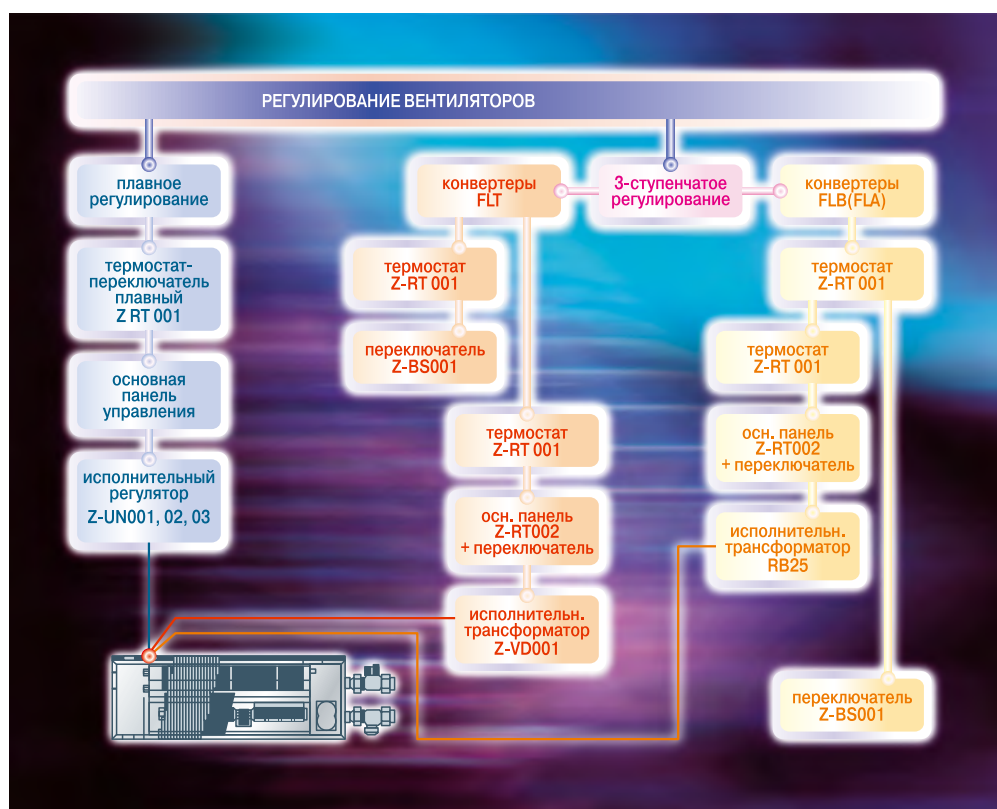 РЕГУЛИРОВАНИЕ ВЕНТИЛЯТОРОВ
плавное
регулирование
термостат-
переключатель
плавный
Z RT 001
основная
панель
управления
исполнительный
регулятор
Z-UN001, 02, 03
3-ступенчатое
регулирование
конвертеры
FLT
термостат
Z-RT 001
переключатель
Z-BS001
термостат
Z-RT 001
осн. панель
Z-RT002
+ переключатель
исполнительн.
трансформатор
Z-VD001
конвертеры
FLB(FLA)
термостат
Z-RT 001
термостат
Z-RT 001
осн. панель
Z-RT002
+ переключатель
исполнительн.
трансформатор
RB25
переключатель
Z-BS001